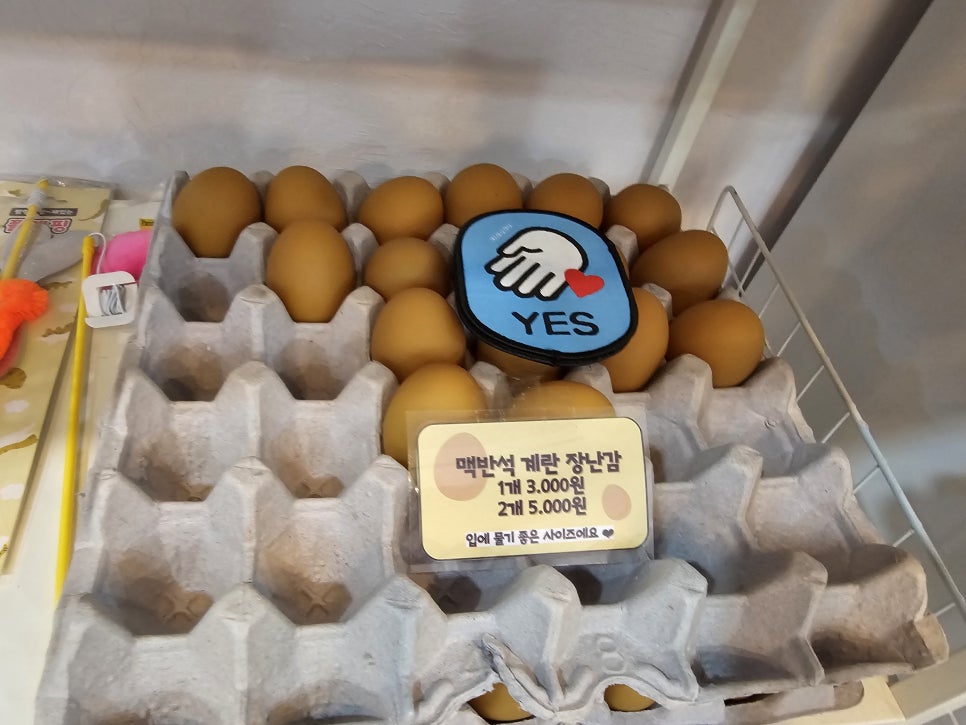 YES
맥반석 계란 장난감
1개 3.000원
2개 5.000원
입에 물기 좋은 사이즈에요 ❤